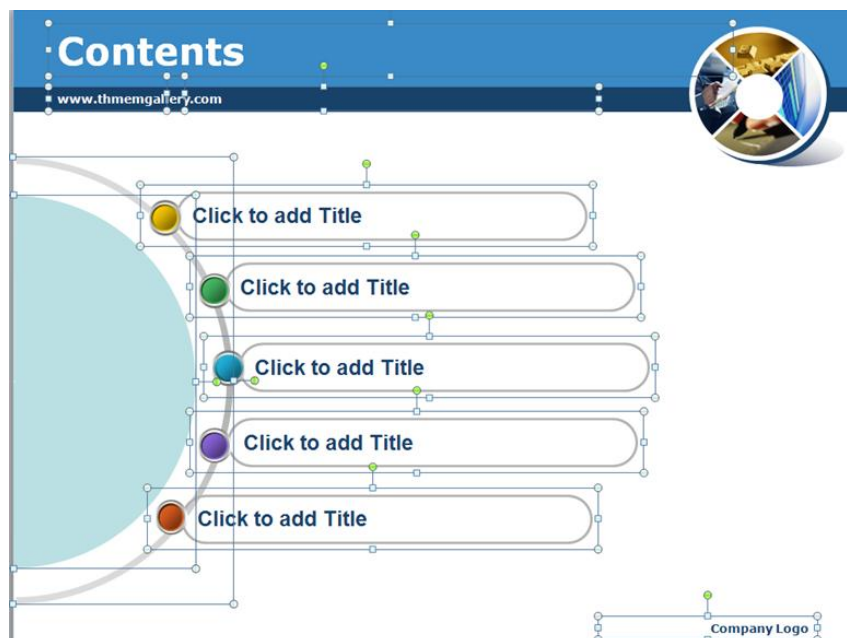 Contents
www.thmemgallery.com
Click to add Title
Click to add Title
Click to add Title
Click to add Title
Click to add Title
Company Logo